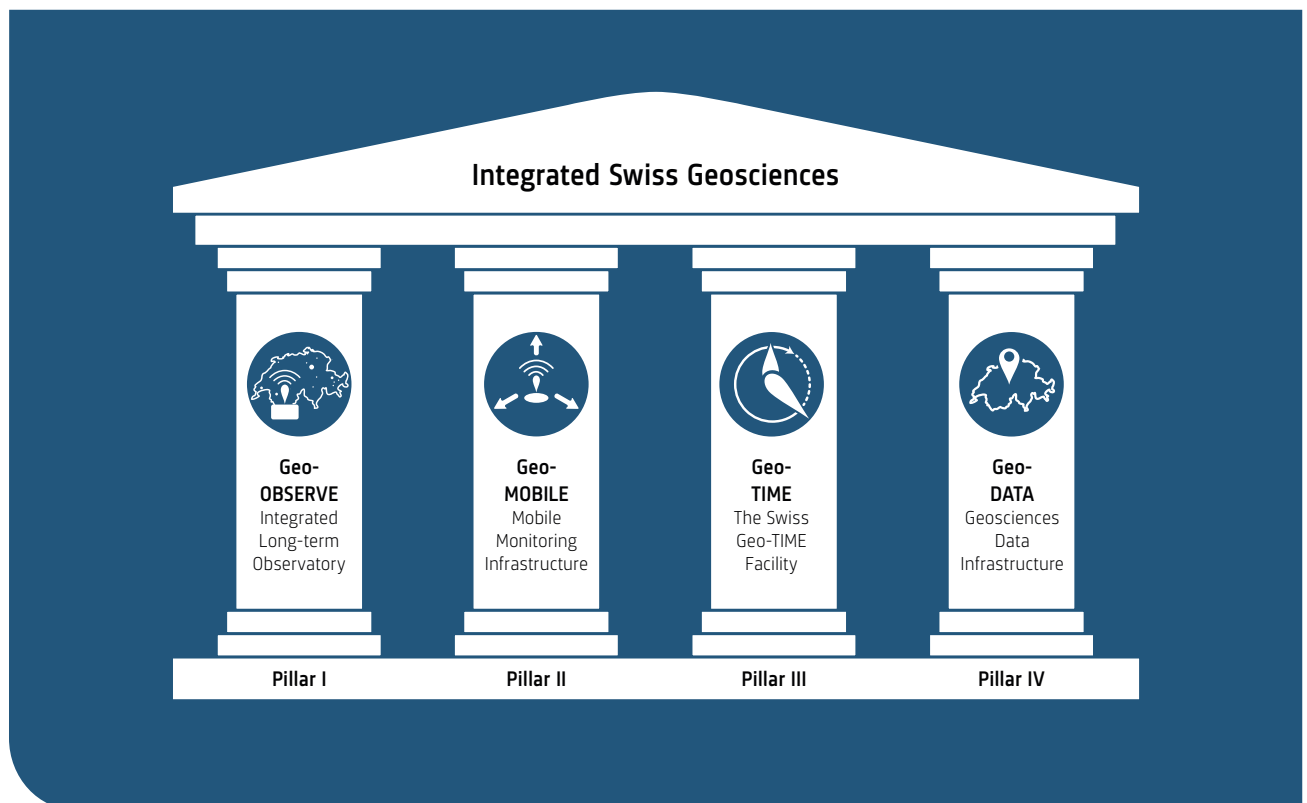 Integrated Swiss Geosciences
Geo-
OBSERVE
Integrated
Long-term
Observatory
Geo-
MOBILE
Mobile
Monitoring
Infrastructure
Geo-
TIME
The Swiss
Geo-TIME
Facility
Geo-
DATA
Geosciences
Data
Infrastructure
Pillar I
Pillar II
Pillar III
Pillar IV